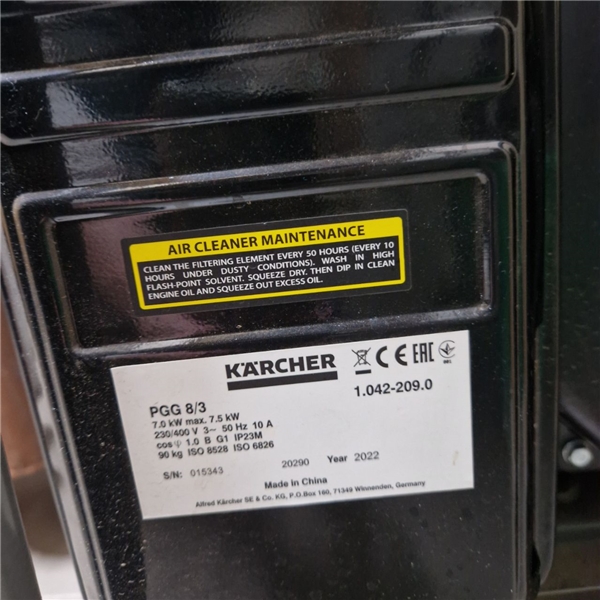 AIR CLEANER MAINTENANCE
CLEAN THE FILTERING ELEMENT EVERY 50 HOURS (EVERY 10
HOURS UNDER DUSTY CONDITIONS). WASH IN HIGH
FLASH-POINT SOLVENT. SQUEEZE DRY. THEN DIP IN CLEAN
ENGINE OIL AND SQUEEZE OUT EXCESS OIL.
KÄRCHER CE EAC
1.042-209.0
PGG 8/3
7.0 kW max. 7.5 kW
230/400 V 3~ 50 Hz 10 A
cos φ 1.0 B G1 IP23M
90 kg ISO 8528 ISO 6826
S/N: 015343 20290 Year 2022
Made in China
Alfred Kärcher SE & Co. KG, P.O.Box 160, 71349 Winnenden, Germany